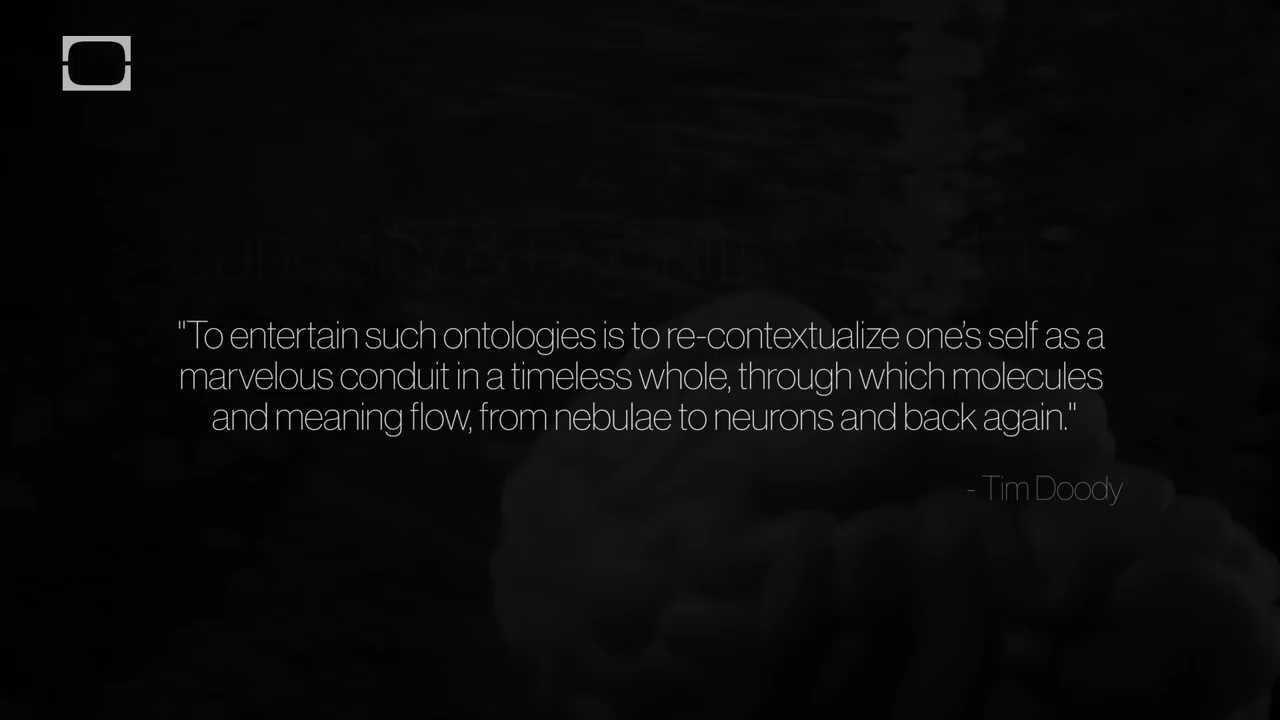 "To entertain such ontologies is to re-contextualize one's self as a
marvelous conduit in a timeless whole, through which molecules
and meaning flow, from nebulae to neurons and back again."
- Tim Doody